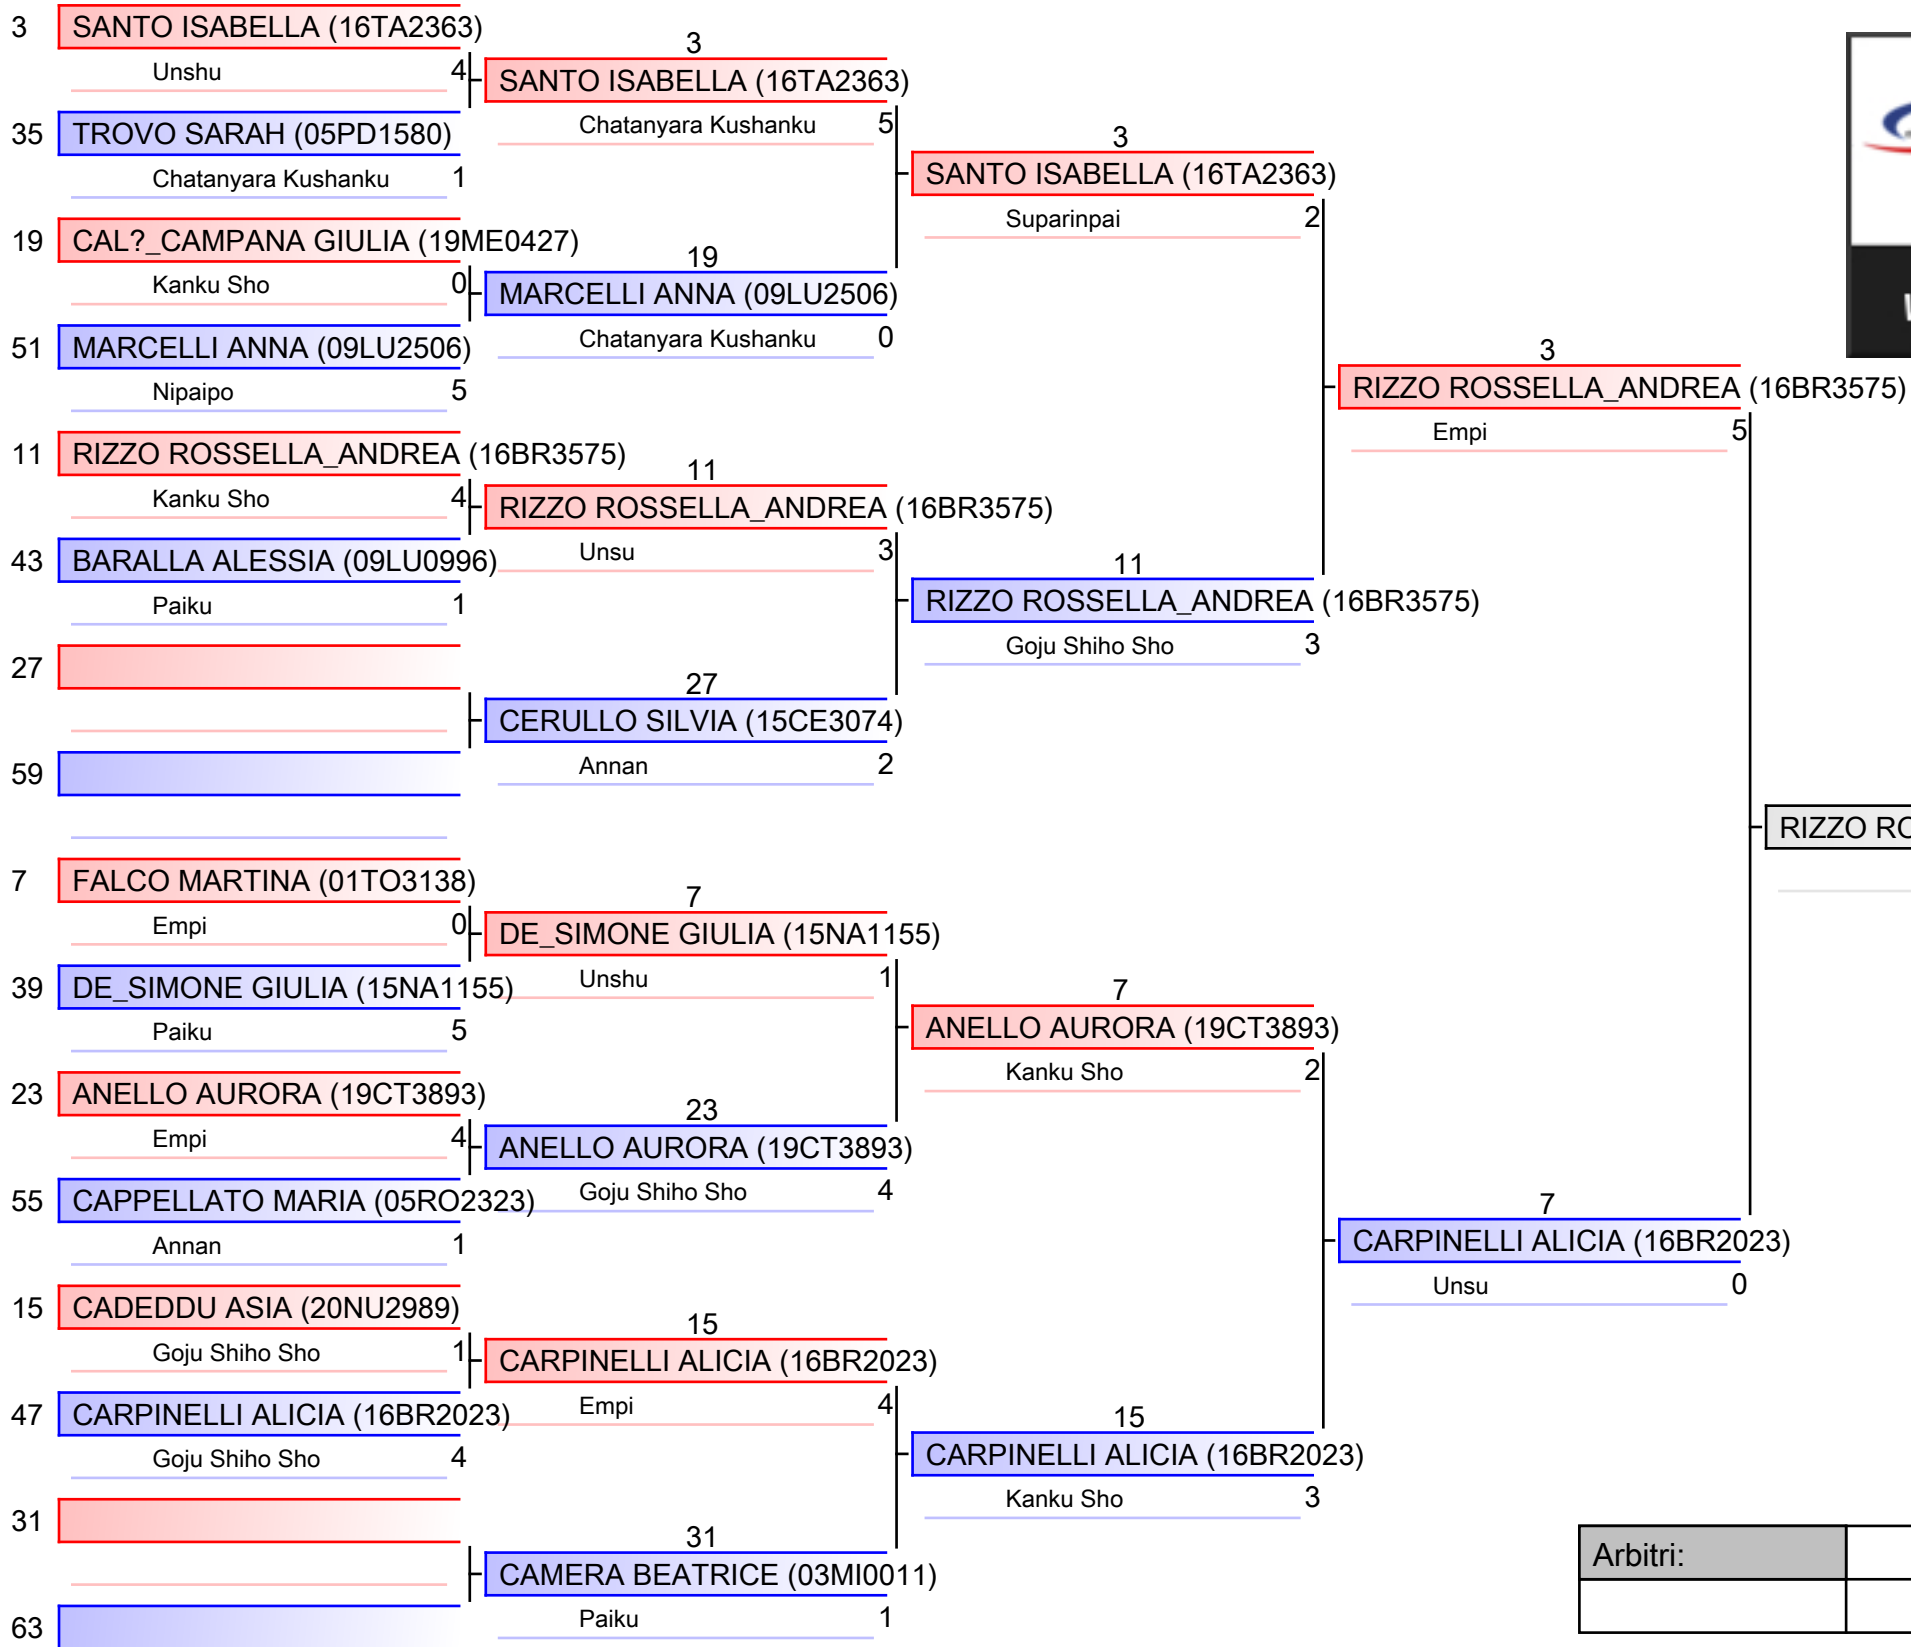 3 SANTO ISABELLA (16TA2363)
Unshu 4
35 TROVO SARAH (05PD1580)
Chatanyara Kushanku 1
19 CAL?_CAMPANA GIULIA (19ME0427)
Kanku Sho 0
51 MARCELLI ANNA (09LU2506)
Nipaipo 5
11 RIZZO ROSSELLA_ANDREA (16BR3575)
Kanku Sho 4
43 BARALLA ALESSIA (09LU0996)
Paiku 1
27
59
7 FALCO MARTINA (01TO3138)
Empi 0
39 DE_SIMONE GIULIA (15NA1155)
Paiku 5
23 ANELLO AURORA (19CT3893)
Empi 4
55 CAPPELLATO MARIA (05RO2323)
Annan 1
15 CADEDDU ASIA (20NU2989)
Goju Shiho Sho 1
47 CARPINELLI ALICIA (16BR2023)
Goju Shiho Sho 4
31
63
3
SANTO ISABELLA (16TA2363)
Chatanyara Kushanku 5
19
MARCELLI ANNA (09LU2506)
Chatanyara Kushanku 0
11
RIZZO ROSSELLA_ANDREA (16BR3575)
Unsu 3
27
CERULLO SILVIA (15CE3074)
Annan 2
7
DE_SIMONE GIULIA (15NA1155)
Unshu 1
23
ANELLO AURORA (19CT3893)
Goju Shiho Sho 4
15
CARPINELLI ALICIA (16BR2023)
Empi 4
31
CAMERA BEATRICE (03MI0011)
Paiku 1
3
SANTO ISABELLA (16TA2363)
Suparinpai 2
11
RIZZO ROSSELLA_ANDREA (16BR3575)
Goju Shiho Sho 3
7
ANELLO AURORA (19CT3893)
Kanku Sho 2
15
CARPINELLI ALICIA (16BR2023)
Kanku Sho 3
3
RIZZO ROSSELLA_ANDREA (16BR3575)
Empi 5
7
CARPINELLI ALICIA (16BR2023)
Unsu 0
RIZZO RO
Arbitri: